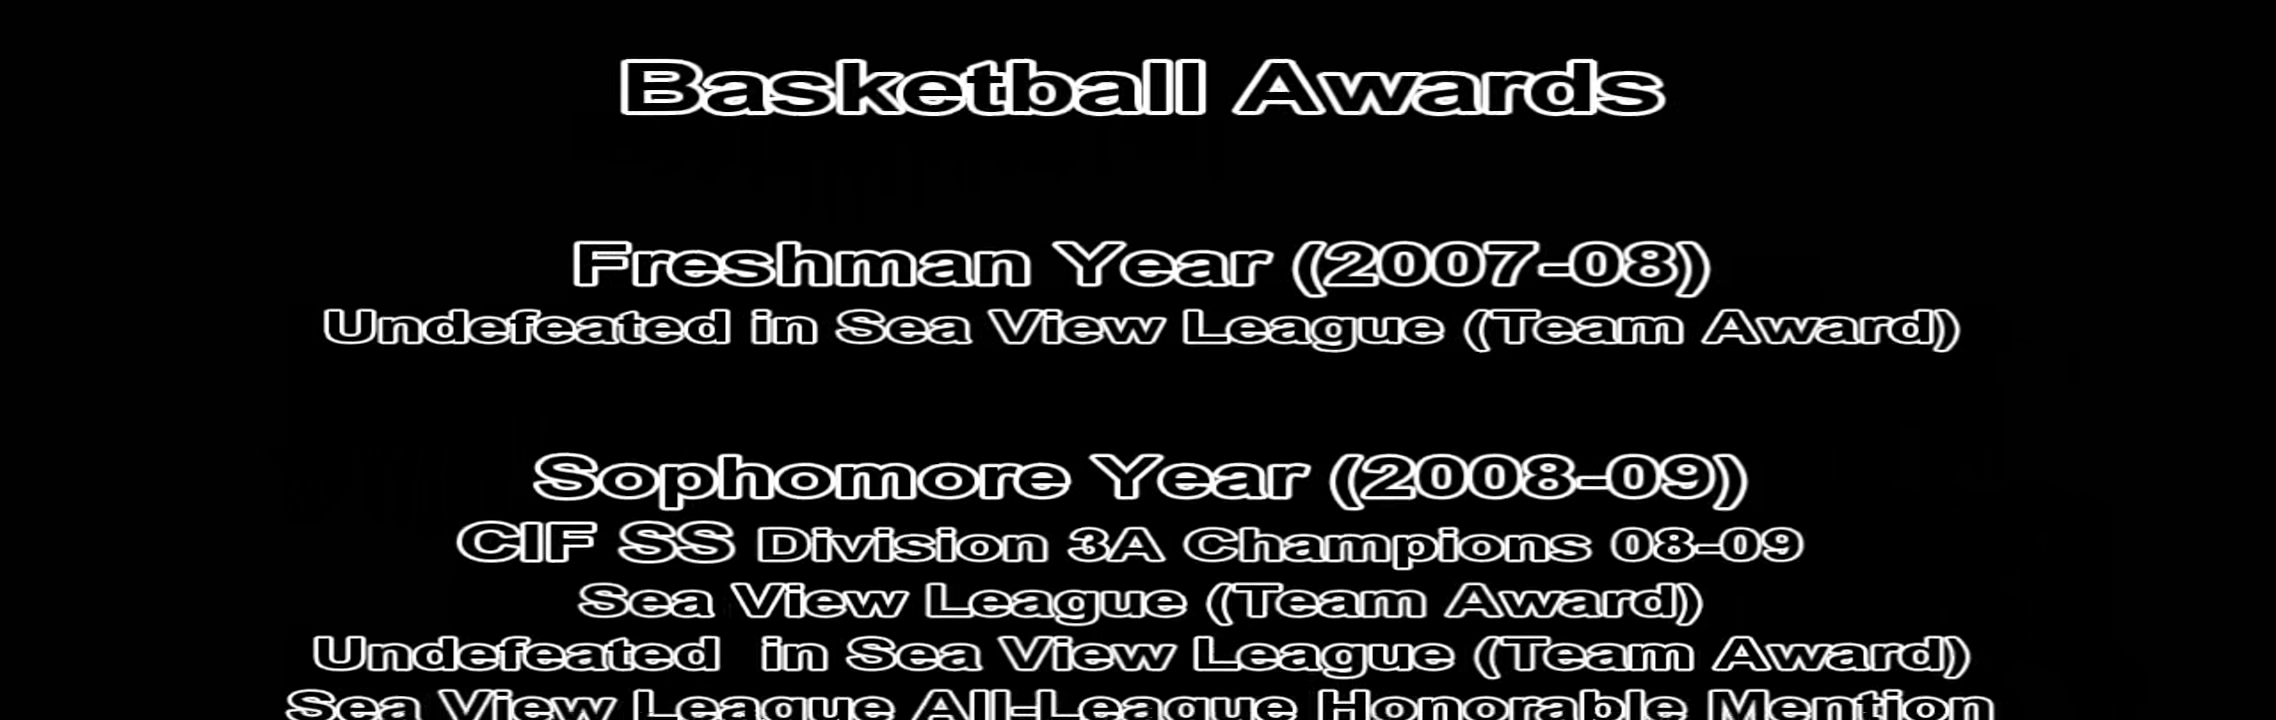 Basketball Awards
Freshman Year (2007-08)
Undefeated in Sea View League (Team Award)
Sophomore Year (2008-09)
CIF SS Division 3A Champions 08-09
Sea View League (Team Award)
Undefeated in Sea View League (Team Award)
Sea View League All-League Honorable Mention